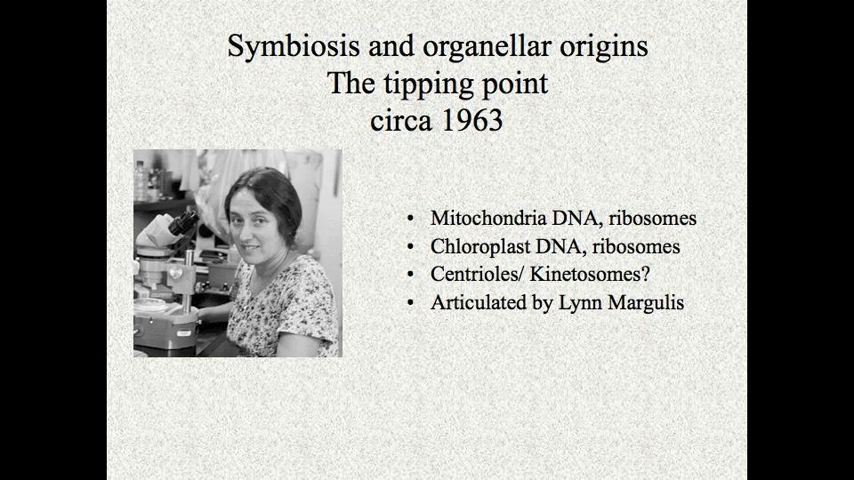 Symbiosis and organellar origins
The tipping point
circa 1963
• Mitochondria DNA, ribosomes
• Chloroplast DNA, ribosomes
• Centrioles/ Kinetosomes?
• Articulated by Lynn Margulis